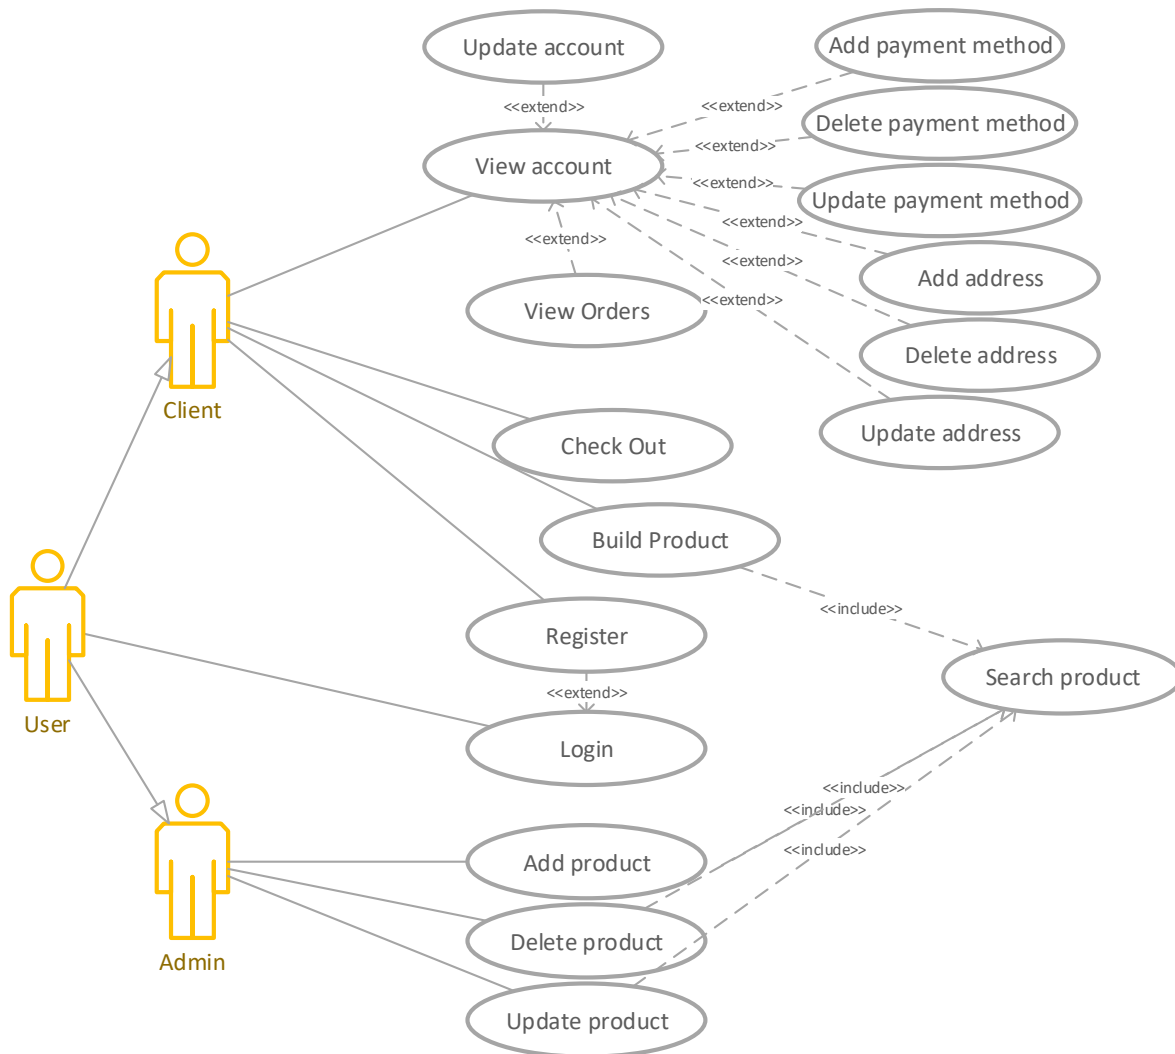 Update account
Add payment method
<<extend>>
<<extend>>
Delete payment method
<<extend>>
View account
<<extend>>
Update payment method
<<extend>>
<<extend>>
<<extend>>
Add address
<<extend>>
View Orders
Delete address
Client
Update address
Check Out
Build Product
<<include>>
Register
Search product
<<extend>>
User
Login
<<include>>
<<include>>
<<include>>
Add product
Delete product
Admin
Update product